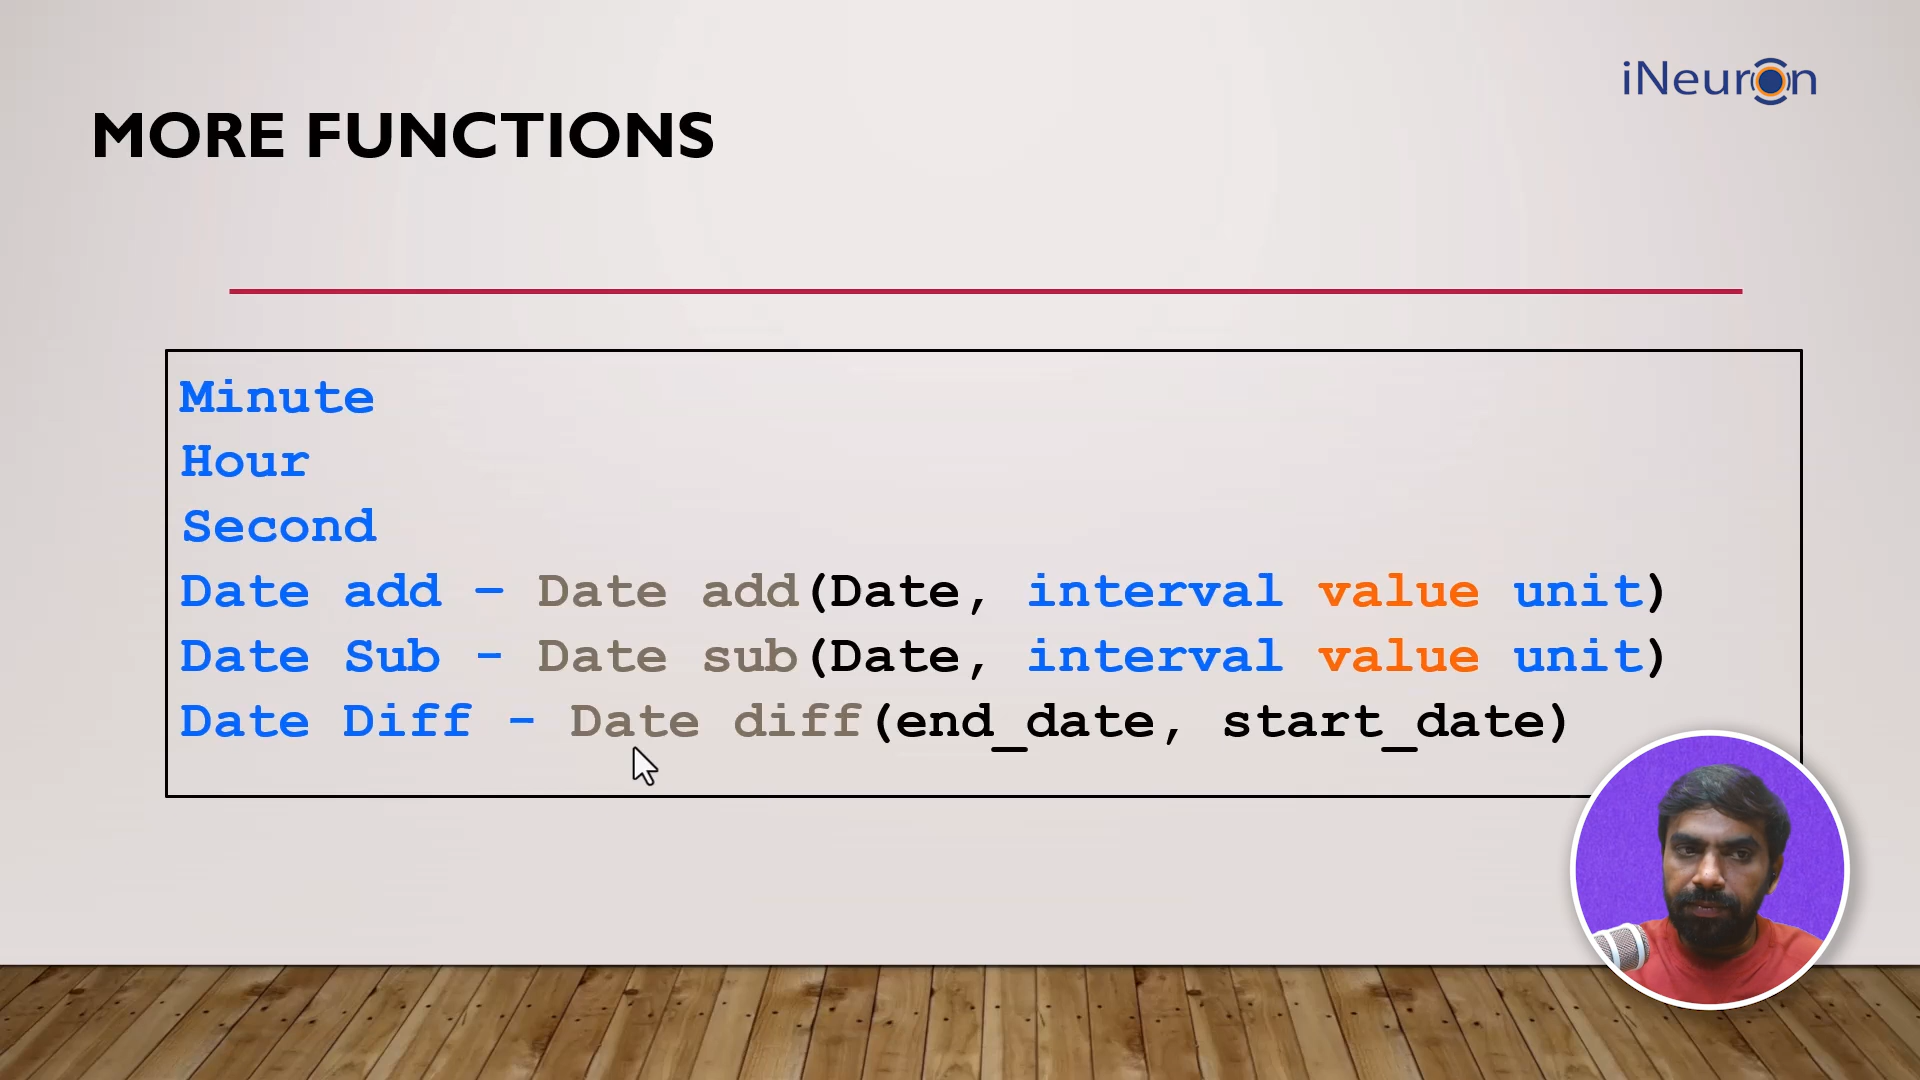 iNeuron
MORE FUNCTIONS
Minute
Hour
Second
Date add – Date add(Date, interval value unit)
Date Sub - Date sub(Date, interval value unit)
Date Diff - Date diff(end_date, start_date)